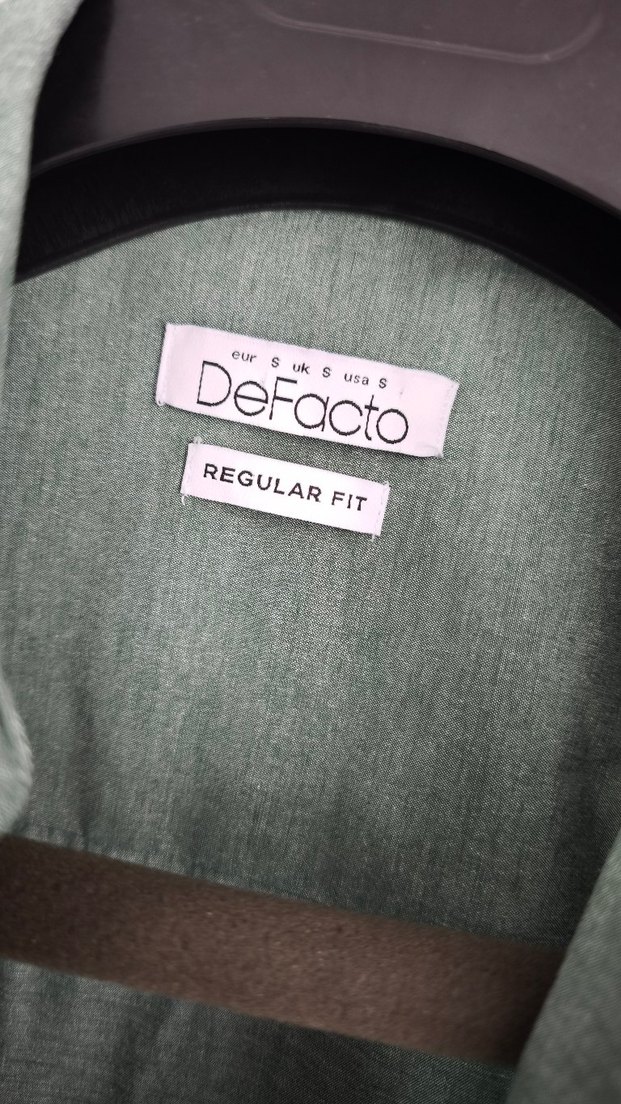 eur S uk S usa S
DeFacto
REGULAR FIT